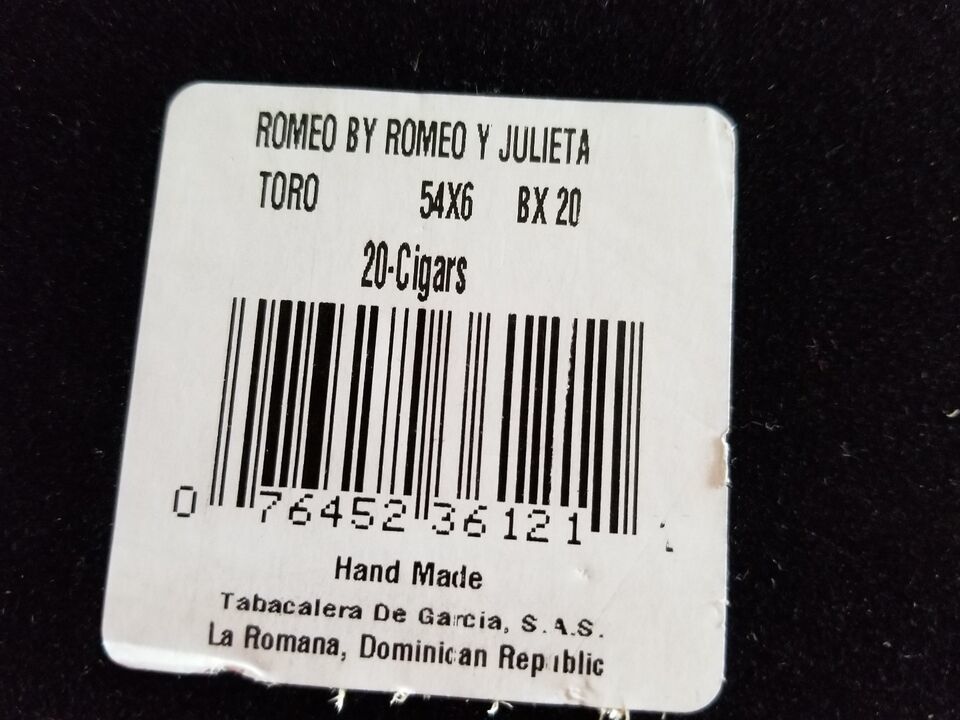 ROMEO BY ROMEO Y JULIETA
TORO 54X6 BX 20
20-Cigars
0 76452 36121 1
Hand Made
Tabacalera De Garcia, S.A.S.
La Romana, Dominican Republic